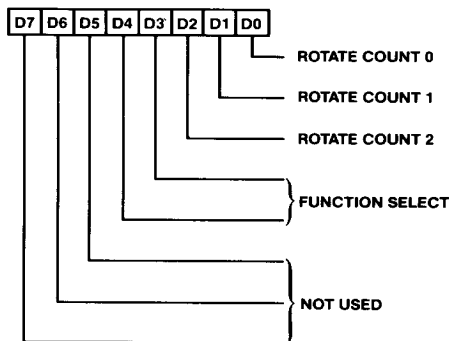 D7 D6 D5 D4 D3 D2 D1 D0
ROTATE COUNT 0
ROTATE COUNT 1
ROTATE COUNT 2
FUNCTION SELECT
NOT USED